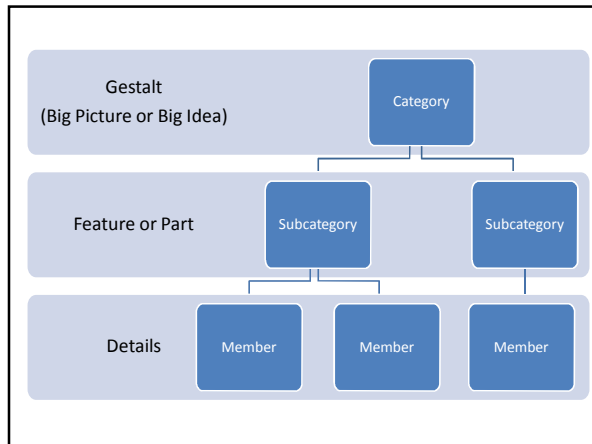 Gestalt
(Big Picture or Big Idea)
Category
Feature or Part
Subcategory
Subcategory
Details
Member
Member
Member